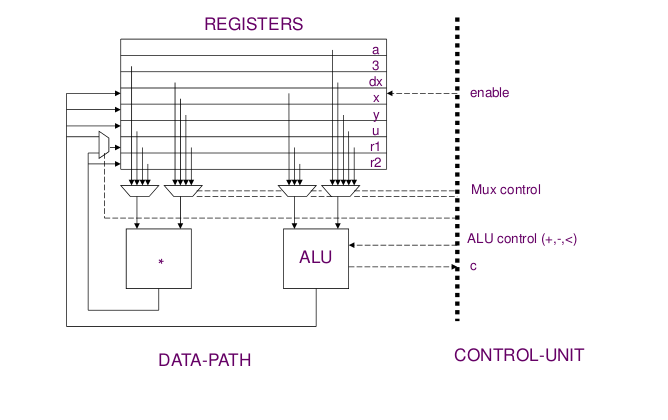 REGISTERS
a
3
dx
x
y
u
r1
r2
enable
Mux control
ALU control (+,-,<)
c
*
ALU
DATA-PATH
CONTROL-UNIT